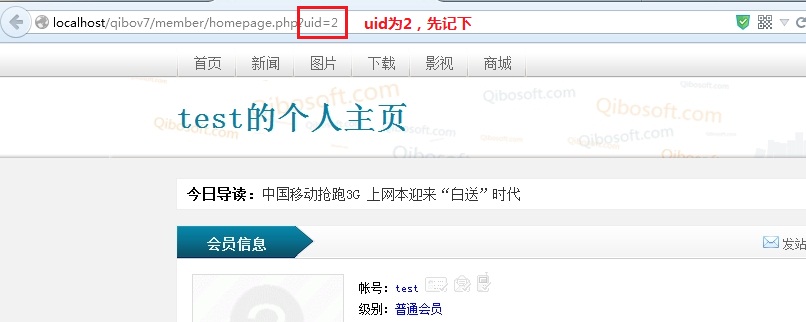 localhost/qibov7/member/homepage.php?uid=2 uid为2，先记下
首页 新闻 图片 下载 影视 商城
Qibosoft.com
Qibosoft.com
Qibosoft.com
Qibosoft.com
test的个人主页
今日导读：中国移动抢跑3G 上网本迎来“白送”时代
会员信息 发站
帐号：test
级别：普通会员